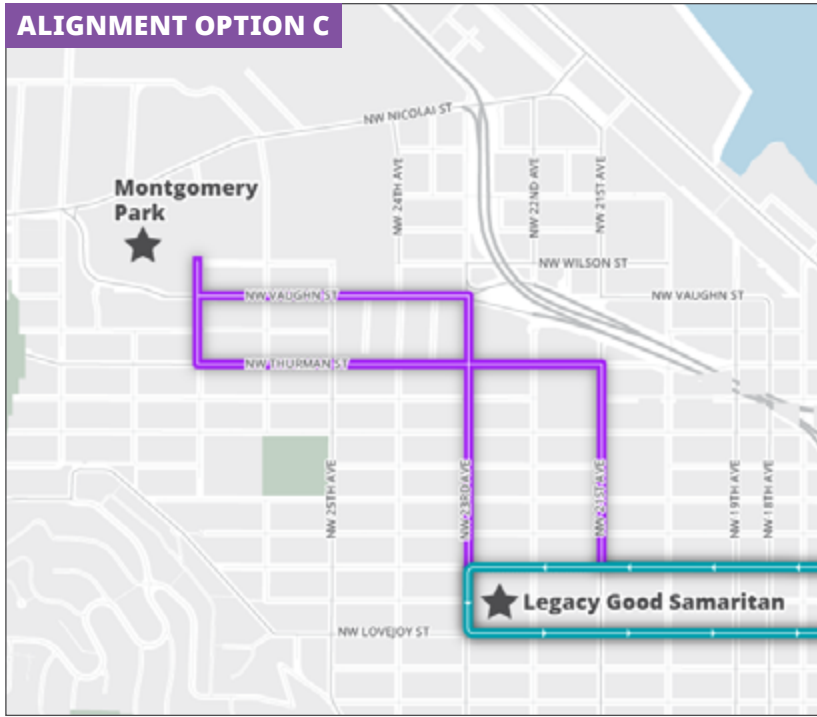 ALIGNMENT OPTION C
NW NICOLAI ST
NW 24TH AVE
NW 22ND AVE
NW 21ST AVE
Montgomery
Park
NW WILSON ST
NW VAUGHN ST
NW VAUGHN ST
NW THURMAN ST
NW 25TH AVE
NW 23RD AVE
NW 21ST AVE
NW 19TH AVE
NW 18TH AVE
Legacy Good Samaritan
NW LOVEJOY ST